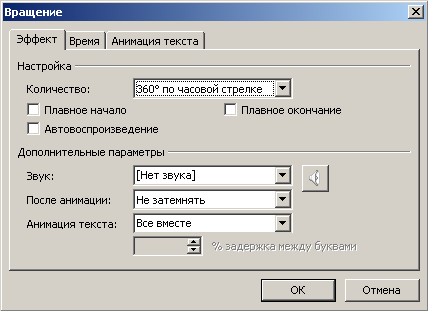 Вращение
Эффект Время Анимация текста
Настройка
Количество: 360° по часовой стрелке
Плавное начало Плавное окончание
Автовоспроизведение
Дополнительные параметры
Звук: [Нет звука]
После анимации: Не затемнять
Анимация текста: Все вместе
% задержка между буквами
ОК Отмена